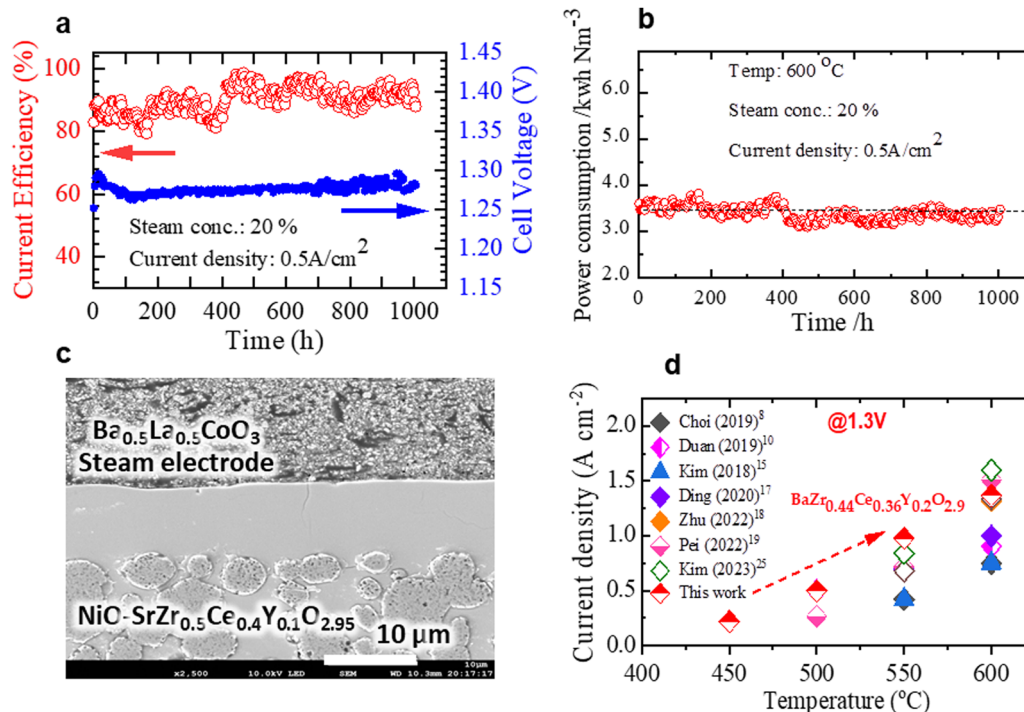 a
Current Efficiency (%)
100
80
60
40
1.45
1.40
1.35
1.30
1.25
1.20
1.15
Cell Voltage (V)
Steam conc.: 20 %
Current density: 0.5A/cm²
0 200 400 600 800 1000
Time (h)
b
Power consumption /kwh Nm⁻³
6.0
5.0
4.0
3.0
2.0
Temp: 600 °C
Steam conc.: 20 %
Current density: 0.5A/cm²
0 200 400 600 800 1000
Time /h
c
Ba₀.₅La₀.₅CoO₃
Steam electrode
NiO-SrZr₀.₅Ce₀.₄Y₀.₁O₂.₉₅
10 μm
10μm
x2,500 10.0kV LED SEM WD 10.3mm 20:17:17
d
Current density (A cm⁻²)
2.0
1.5
1.0
0.5
0.0
Choi (2019)⁸
Duan (2019)¹⁰
Kim (2018)¹⁵
Ding (2020)¹⁷
Zhu (2022)¹⁸
Pei (2022)¹⁹
Kim (2023)²⁵
This work
@1.3V
BaZr₀.₄₄Ce₀.₃₆Y₀.₂O₂.₉
400 450 500 550 600
Temperature (°C)